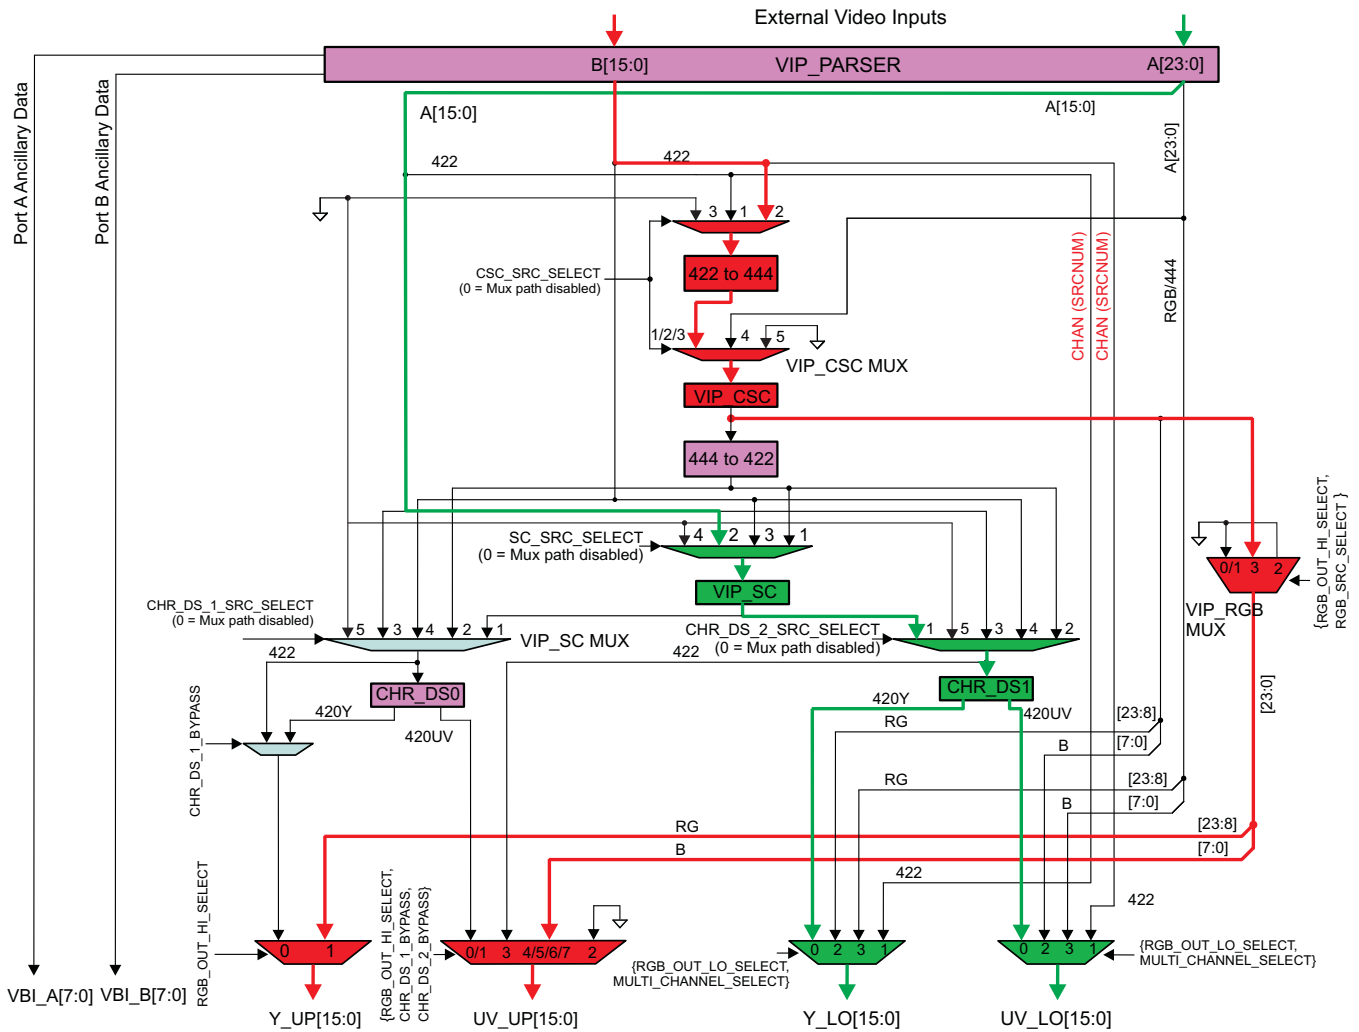 External Video Inputs
B[15:0]
VIP_PARSER
A[23:0]
A[15:0]
A[15:0]
Port A Ancillary Data
Port B Ancillary Data
A[23:0]
422
422
3 1 2
CSC_SRC_SELECT
(0 = Mux path disabled)
422 to 444
CHAN (SRCNUM)
CHAN (SRCNUM)
RGB/444
1/2/3 4 5
VIP_CSC MUX
VIP_CSC
444 to 422
SC_SRC_SELECT
(0 = Mux path disabled)
4 2 3 1
{RGB_OUT_HI_SELECT,
RGB_SRC_SELECT }
0/1 3 2
VIP_RGB
MUX
VIP_SC
CHR_DS_1_SRC_SELECT
(0 = Mux path disabled)
5 3 4 2 1
VIP_SC MUX
CHR_DS_2_SRC_SELECT
(0 = Mux path disabled)
1 5 3 4 2
422
422
CHR_DS0
CHR_DS1
[23:0]
CHR_DS_1_BYPASS
420Y
420UV
420Y
420UV
RG
[23:8]
B
[7:0]
RG
[23:8]
B
[7:0]
RG
[23:8]
B
[7:0]
422
422
RGB_OUT_HI_SELECT
0 1
{RGB_OUT_HI_SELECT,
CHR_DS_1_BYPASS,
CHR_DS_2_BYPASS}
0/1 3 4/5/6/7 2
{RGB_OUT_LO_SELECT,
MULTI_CHANNEL_SELECT}
0 2 3 1
0 2 3 1
{RGB_OUT_LO_SELECT,
MULTI_CHANNEL_SELECT}
VBI_A[7:0]
VBI_B[7:0]
Y_UP[15:0]
UV_UP[15:0]
Y_LO[15:0]
UV_LO[15:0]